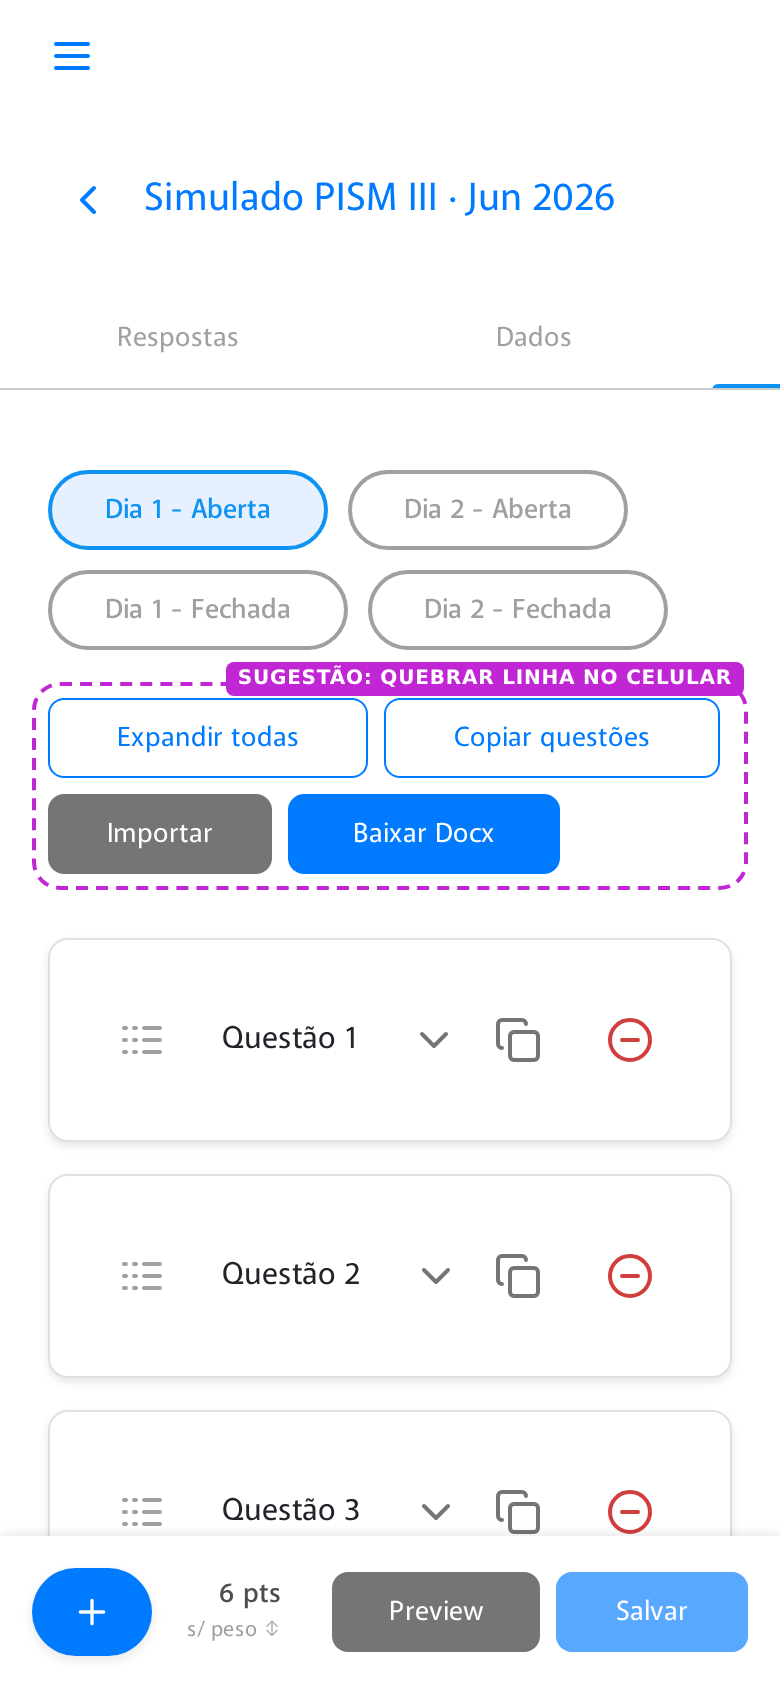 Simulado PISM III · Jun 2026
Respostas
Dados
Dia 1 - Aberta
Dia 2 - Aberta
Dia 1 - Fechada
Dia 2 - Fechada
SUGESTÃO: QUEBRAR LINHA NO CELULAR
Expandir todas
Copiar questões
Importar
Baixar Docx
Questão 1
Questão 2
Questão 3
6 pts
s/ peso ⇕
Preview
Salvar